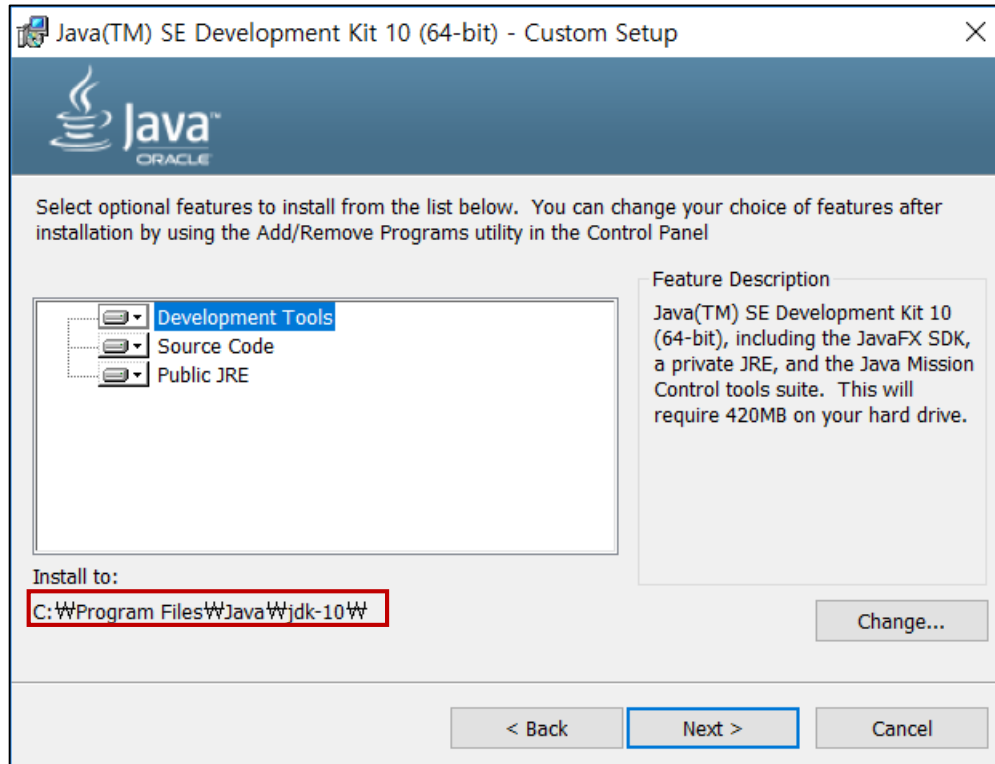 Java(TM) SE Development Kit 10 (64-bit) - Custom Setup
Java™
ORACLE
Select optional features to install from the list below.  You can change your choice of features after
installation by using the Add/Remove Programs utility in the Control Panel
Development Tools
Source Code
Public JRE
Feature Description
Java(TM) SE Development Kit 10
(64-bit), including the JavaFX SDK,
a private JRE, and the Java Mission
Control tools suite.  This will
require 420MB on your hard drive.
Install to:
C:₩Program Files₩Java₩jdk-10₩
Change...
< Back
Next >
Cancel